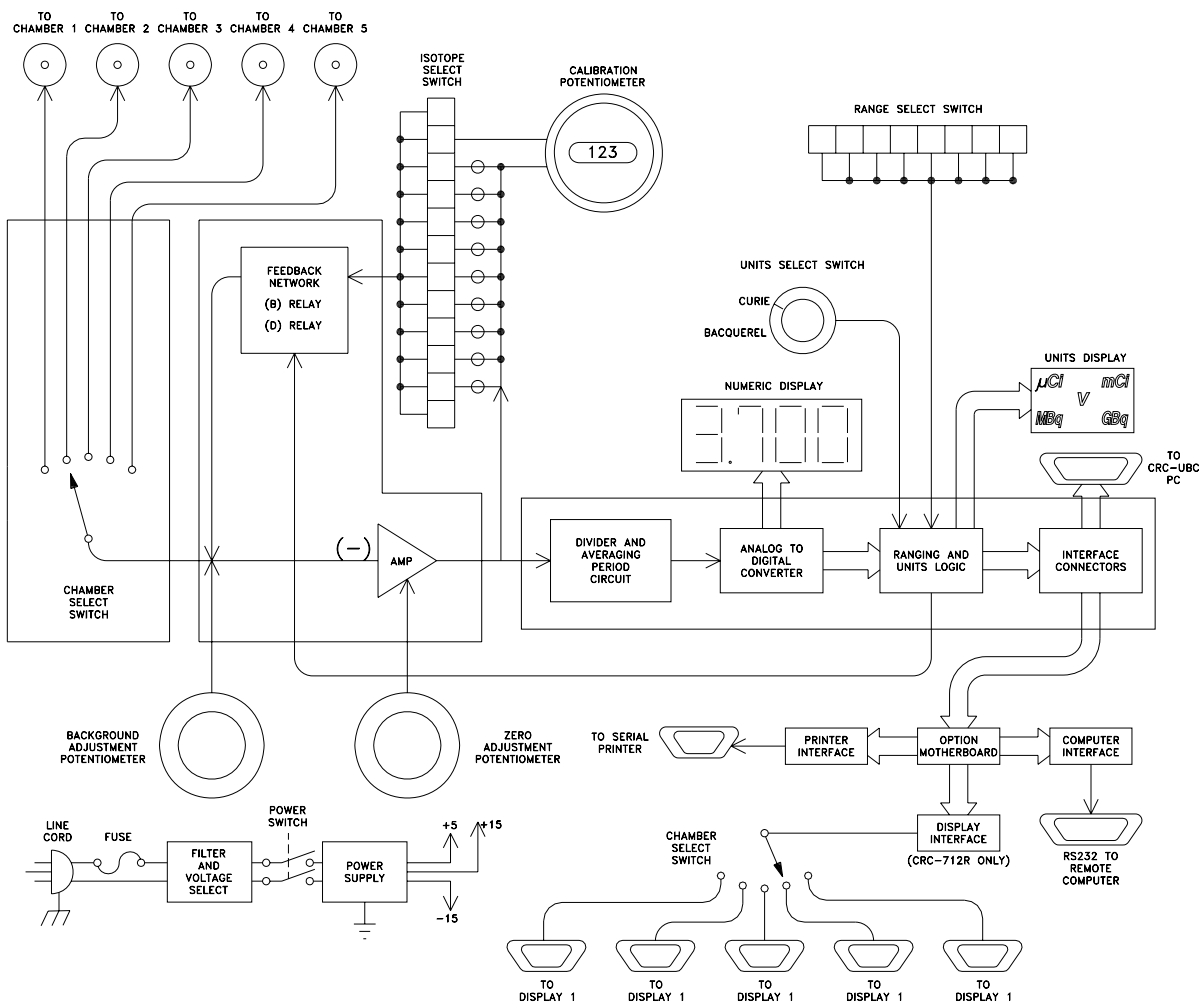 TO CHAMBER 1
TO CHAMBER 2
TO CHAMBER 3
TO CHAMBER 4
TO CHAMBER 5
ISOTOPE
SELECT
SWITCH
CALIBRATION
POTENTIOMETER
123
RANGE SELECT SWITCH
FEEDBACK
NETWORK
(B) RELAY
(D) RELAY
UNITS SELECT SWITCH
CURIE
BACQUEREL
NUMERIC DISPLAY
3.700
UNITS DISPLAY
µCi mCi
V
MBq GBq
TO
CRC-UBC
PC
CHAMBER
SELECT
SWITCH
(-)
AMP
DIVIDER AND
AVERAGING
PERIOD
CIRCUIT
ANALOG TO
DIGITAL
CONVERTER
RANGING AND
UNITS LOGIC
INTERFACE
CONNECTORS
BACKGROUND
ADJUSTMENT
POTENTIOMETER
ZERO
ADJUSTMENT
POTENTIOMETER
TO SERIAL
PRINTER
PRINTER
INTERFACE
OPTION
MOTHERBOARD
COMPUTER
INTERFACE
LINE
CORD
FUSE
FILTER
AND
VOLTAGE
SELECT
POWER
SWITCH
POWER
SUPPLY
+5
+15
-15
CHAMBER
SELECT
SWITCH
DISPLAY
INTERFACE
(CRC-712R ONLY)
RS232 TO
REMOTE
COMPUTER
TO
DISPLAY 1
TO
DISPLAY 1
TO
DISPLAY 1
TO
DISPLAY 1
TO
DISPLAY 1